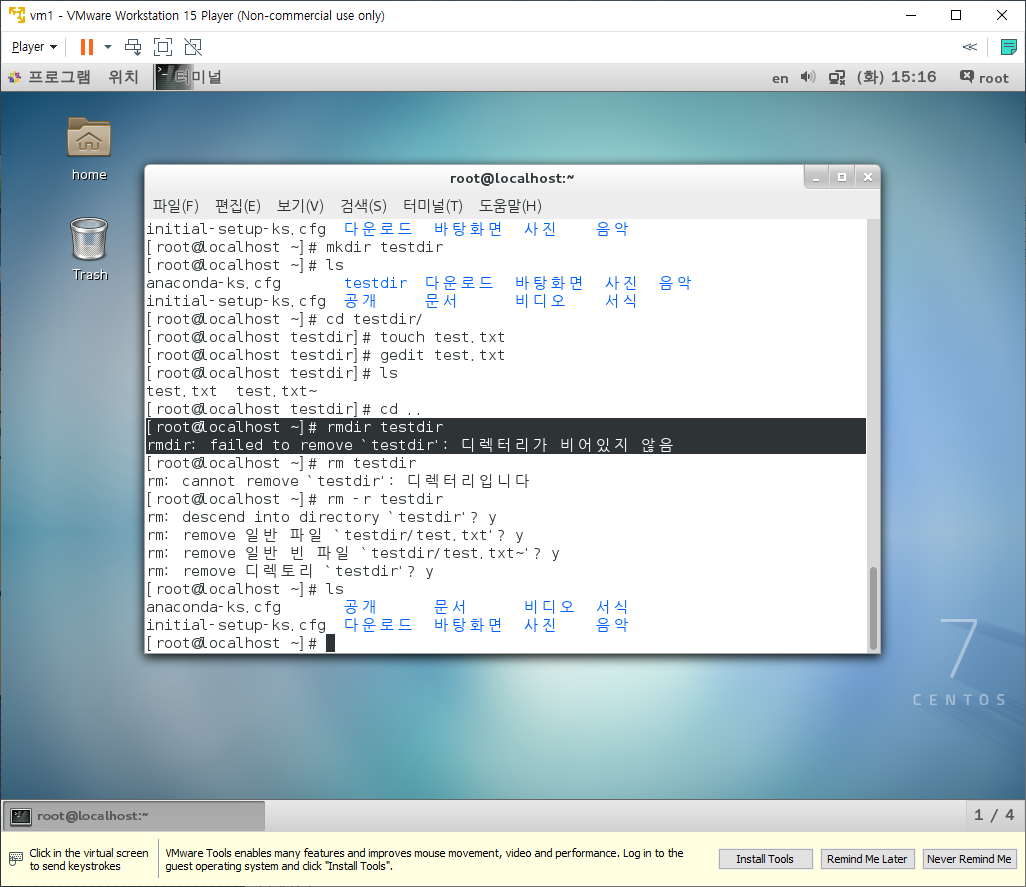 vm1 - VMware Workstation 15 Player (Non-commercial use only)
Player
프로그램 위치 터미널 en (화) 15:16 root
home
Trash
root@localhost:~
파일(F) 편집(E) 보기(V) 검색(S) 터미널(T) 도움말(H)
initial-setup-ks.cfg 다운로드 바탕화면 사진 음악
[root@localhost ~]# mkdir testdir
[root@localhost ~]# ls
anaconda-ks.cfg testdir 다운로드 바탕화면 사진 음악
initial-setup-ks.cfg 공개 문서 비디오 서식
[root@localhost ~]# cd testdir/
[root@localhost testdir]# touch test.txt
[root@localhost testdir]# gedit test.txt
[root@localhost testdir]# ls
test.txt test.txt~
[root@localhost testdir]# cd ..
[root@localhost ~]# rmdir testdir
rmdir: failed to remove `testdir': 디렉터리가 비어있지 않음
[root@localhost ~]# rm testdir
rm: cannot remove `testdir': 디렉터리입니다
[root@localhost ~]# rm -r testdir
rm: descend into directory `testdir'? y
rm: remove 일반 파일 `testdir/test.txt'? y
rm: remove 일반 빈 파일 `testdir/test.txt~'? y
rm: remove 디렉토리 `testdir'? y
[root@localhost ~]# ls
anaconda-ks.cfg 공개 문서 비디오 서식
initial-setup-ks.cfg 다운로드 바탕화면 사진 음악
[root@localhost ~]#
7
CENTOS
root@localhost:~ 1 / 4
Click in the virtual screen
to send keystrokes
VMware Tools enables many features and improves mouse movement, video and performance. Log in to the
guest operating system and click "Install Tools".
Install Tools Remind Me Later Never Remind Me